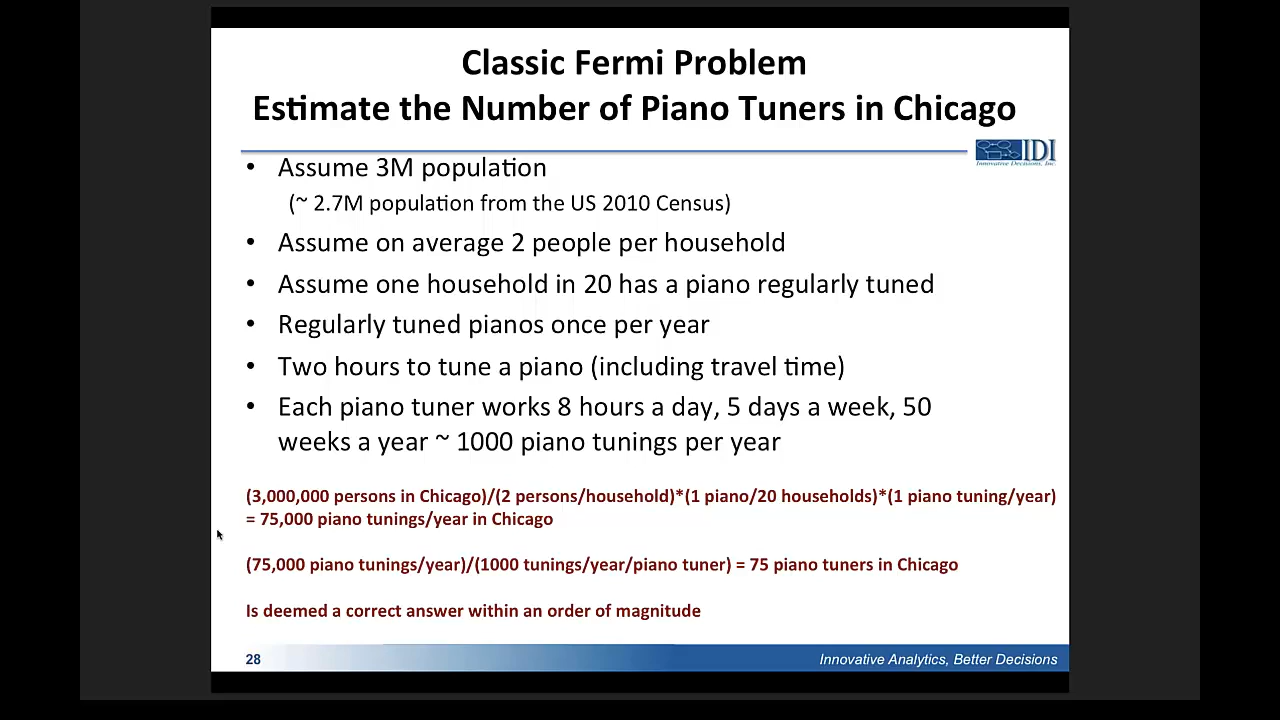 Classic Fermi Problem
Estimate the Number of Piano Tuners in Chicago
IDI
Innovative Decisions, Inc.
• Assume 3M population
(~ 2.7M population from the US 2010 Census)
• Assume on average 2 people per household
• Assume one household in 20 has a piano regularly tuned
• Regularly tuned pianos once per year
• Two hours to tune a piano (including travel time)
• Each piano tuner works 8 hours a day, 5 days a week, 50
weeks a year ~ 1000 piano tunings per year
(3,000,000 persons in Chicago)/(2 persons/household)*(1 piano/20 households)*(1 piano tuning/year)
= 75,000 piano tunings/year in Chicago
(75,000 piano tunings/year)/(1000 tunings/year/piano tuner) = 75 piano tuners in Chicago
Is deemed a correct answer within an order of magnitude
28
Innovative Analytics, Better Decisions